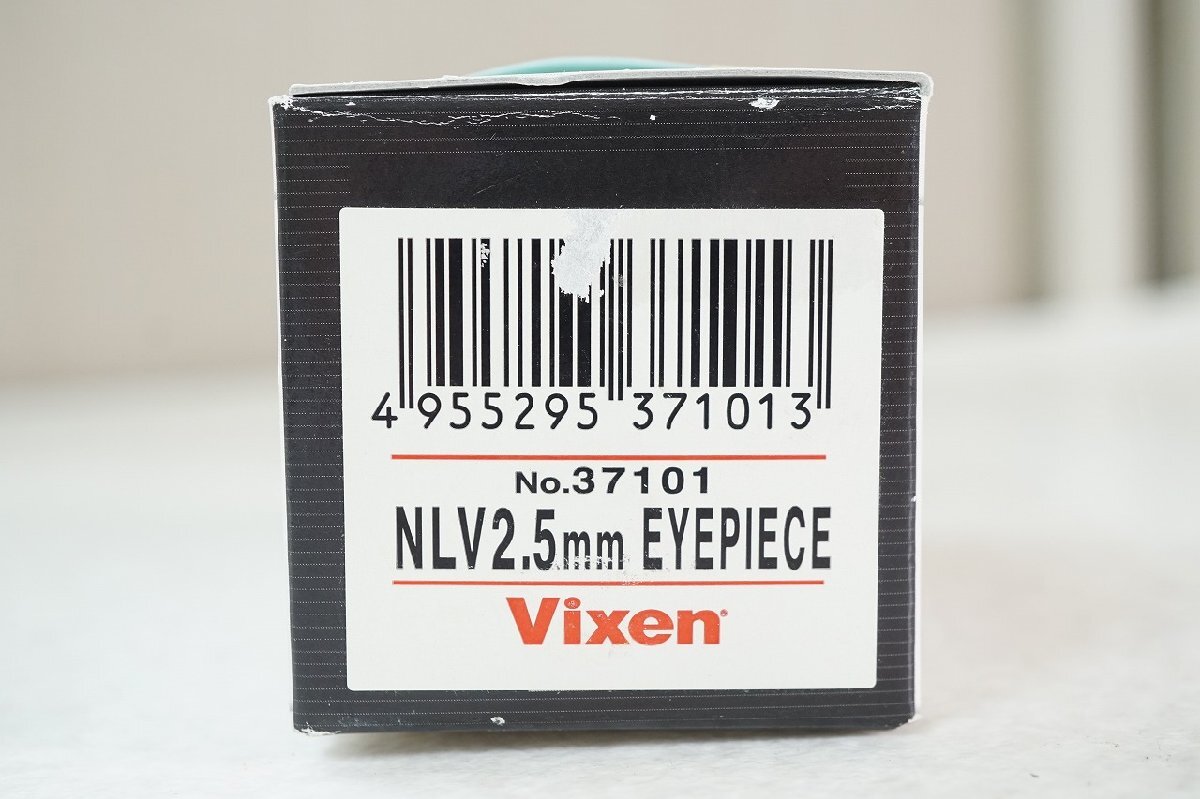 4 955295 371013
No.37101
NLV2.5mm EYEPIECE
Vixen®